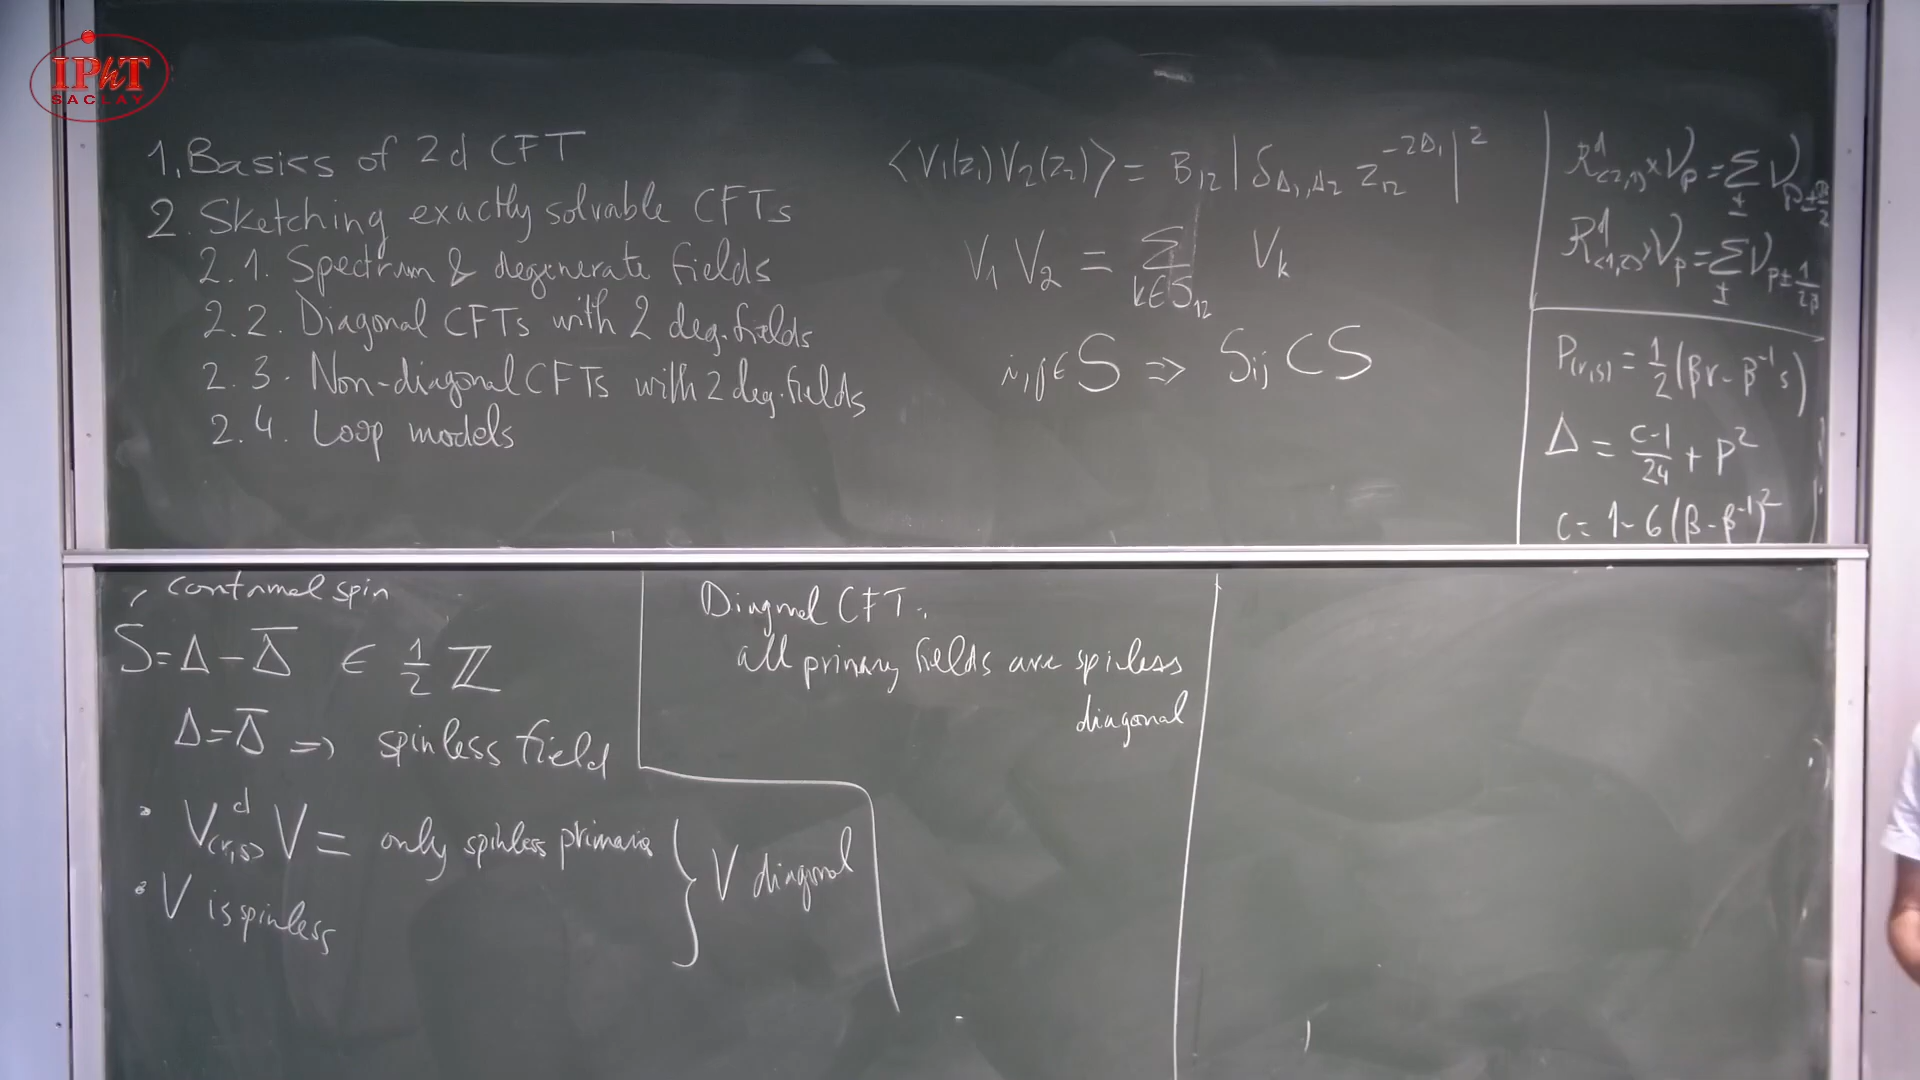 IPhT
SACLAY
1. Basics of 2d CFT
2. Sketching exactly solvable CFTs
2.1. Spectrum & degenerate fields
2.2. Diagonal CFTs with 2 deg. fields
2.3. Non-diagonal CFTs with 2 deg. fields
2.4. Loop models
<V₁(z₁)V₂(z₂)> = B₁₂ |δ_{Δ₁,Δ₂} z₁₂^{-2Δ₁}|²
V₁ V₂ = Σ_{k∈S₁₂} V_k
i,j ∈ S ⇒ S_{ij} ⊂ S
R¹_{<2,1>} × V_P = Σ_± V_{P±β/2}
R¹_{<1,2>} × V_P = Σ_± V_{P±1/2β}
P_{(r,s)} = 1/2 (βr - β⁻¹s)
Δ = (c-1)/24 + P²
c = 1 - 6(β - β⁻¹)²
conformal spin
S = Δ - Δ̄ ∈ 1/2 ℤ
Δ = Δ̄ ⇒ spinless field
• V^d_{<r,s>} V = only spinless primaries
• V is spinless
} V diagonal
Diagonal CFT:
all primary fields are spinless
diagonal